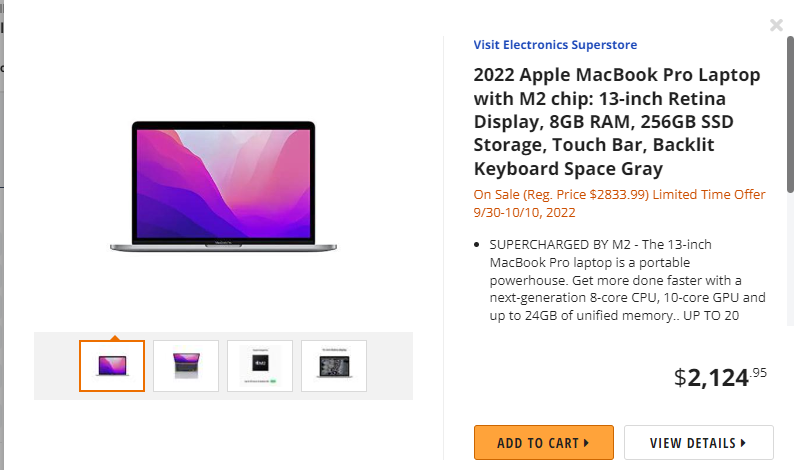 Visit Electronics Superstore
2022 Apple MacBook Pro Laptop
with M2 chip: 13-inch Retina
Display, 8GB RAM, 256GB SSD
Storage, Touch Bar, Backlit
Keyboard Space Gray
On Sale (Reg. Price $2833.99) Limited Time Offer
9/30-10/10, 2022
• SUPERCHARGED BY M2 - The 13-inch
MacBook Pro laptop is a portable
powerhouse. Get more done faster with a
next-generation 8-core CPU, 10-core GPU and
up to 24GB of unified memory.. UP TO 20
$2,124.95
ADD TO CART
VIEW DETAILS